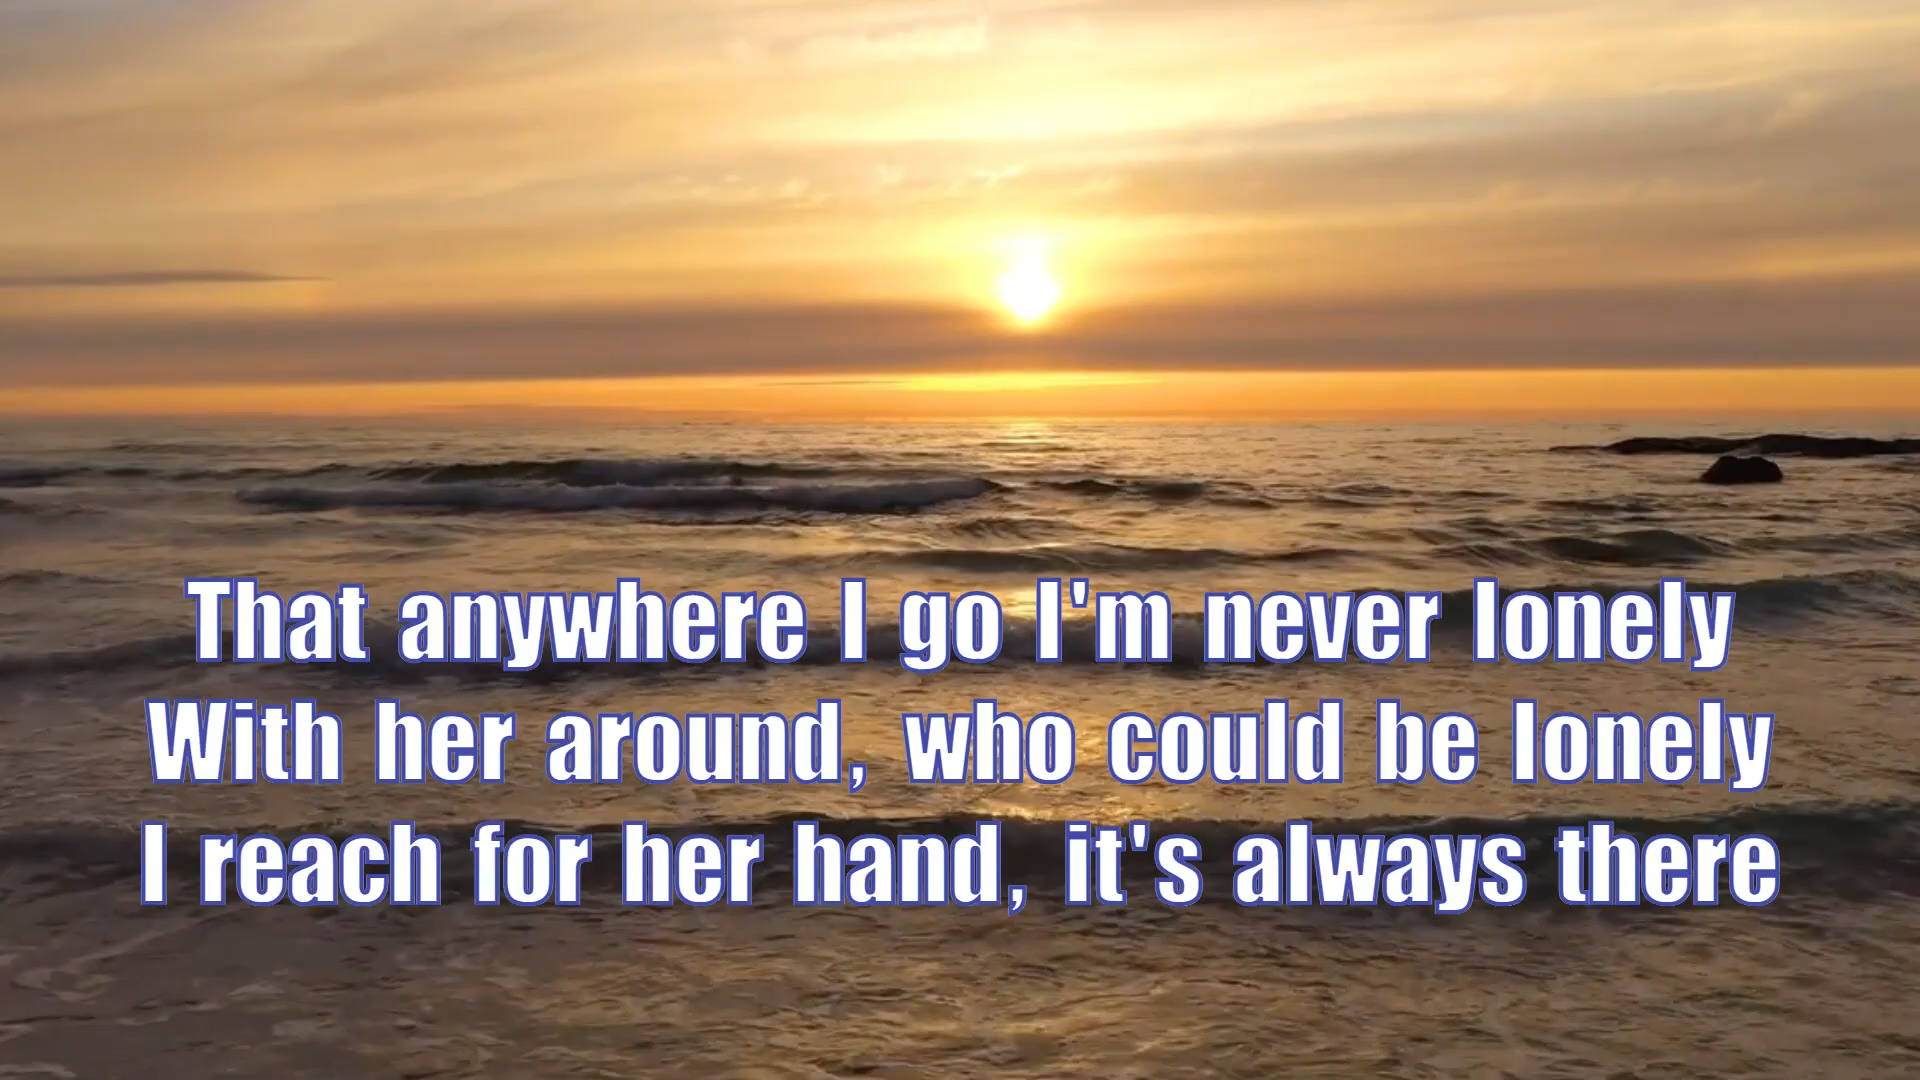 That anywhere I go I'm never lonely
With her around, who could be lonely
I reach for her hand, it's always there